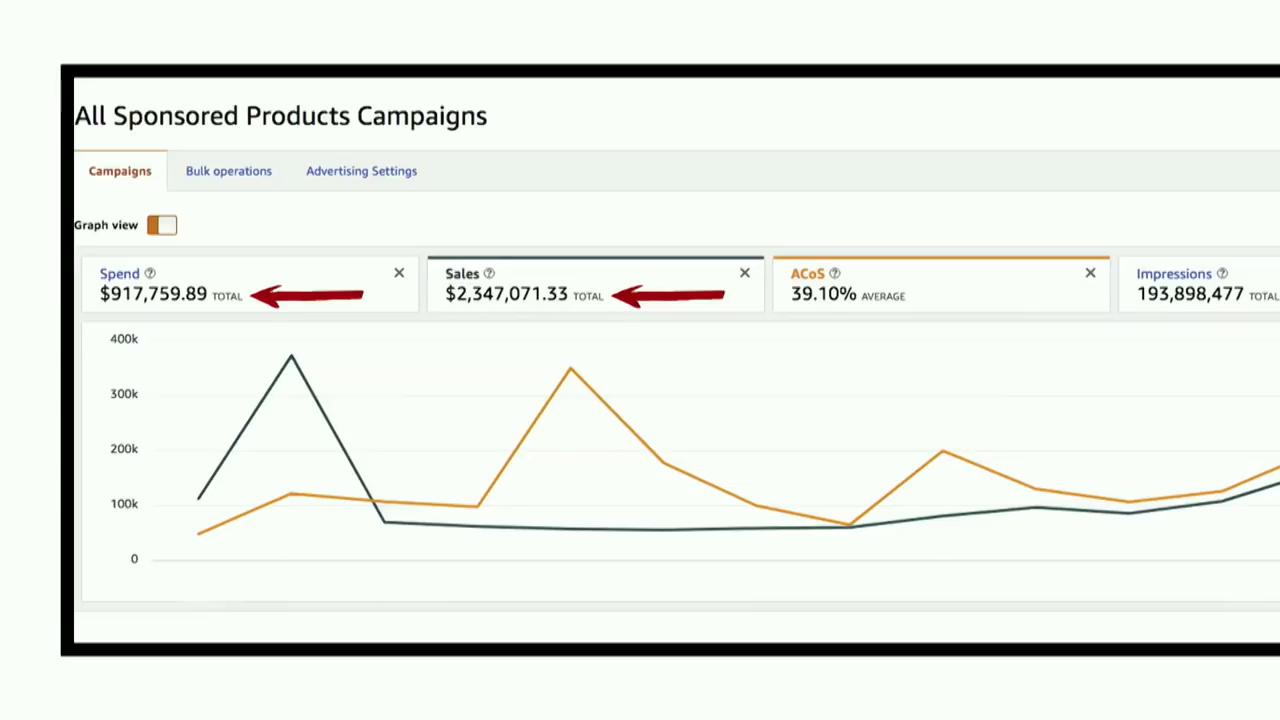 All Sponsored Products Campaigns
Campaigns Bulk operations Advertising Settings
Graph view
Spend Sales ACoS Impressions
$917,759.89 TOTAL $2,347,071.33 TOTAL 39.10% AVERAGE 193,898,477 TOTAL
400k
300k
200k
100k
0